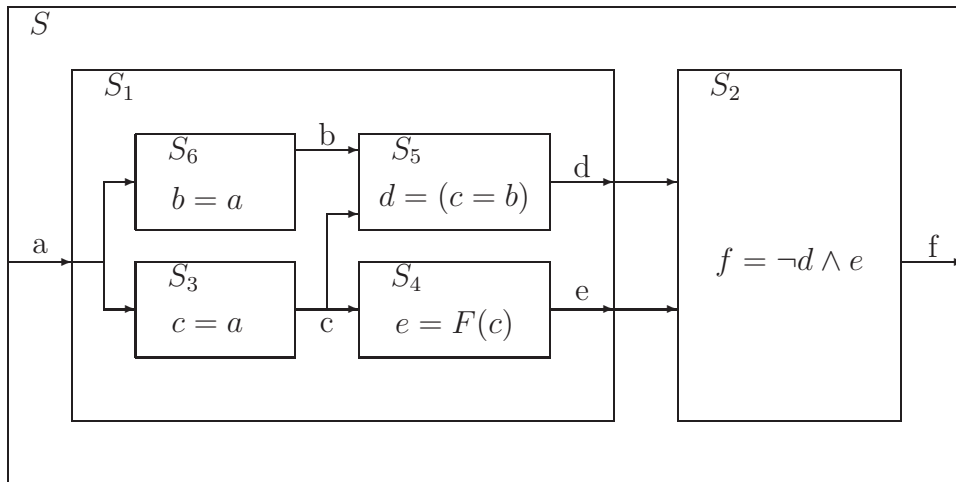 S
S₁
S₂
b
S₆
S₅
d
b = a
d = (c = b)
a
f
f = ¬d ∧ e
S₃
S₄
e
c = a
c
e = F(c)